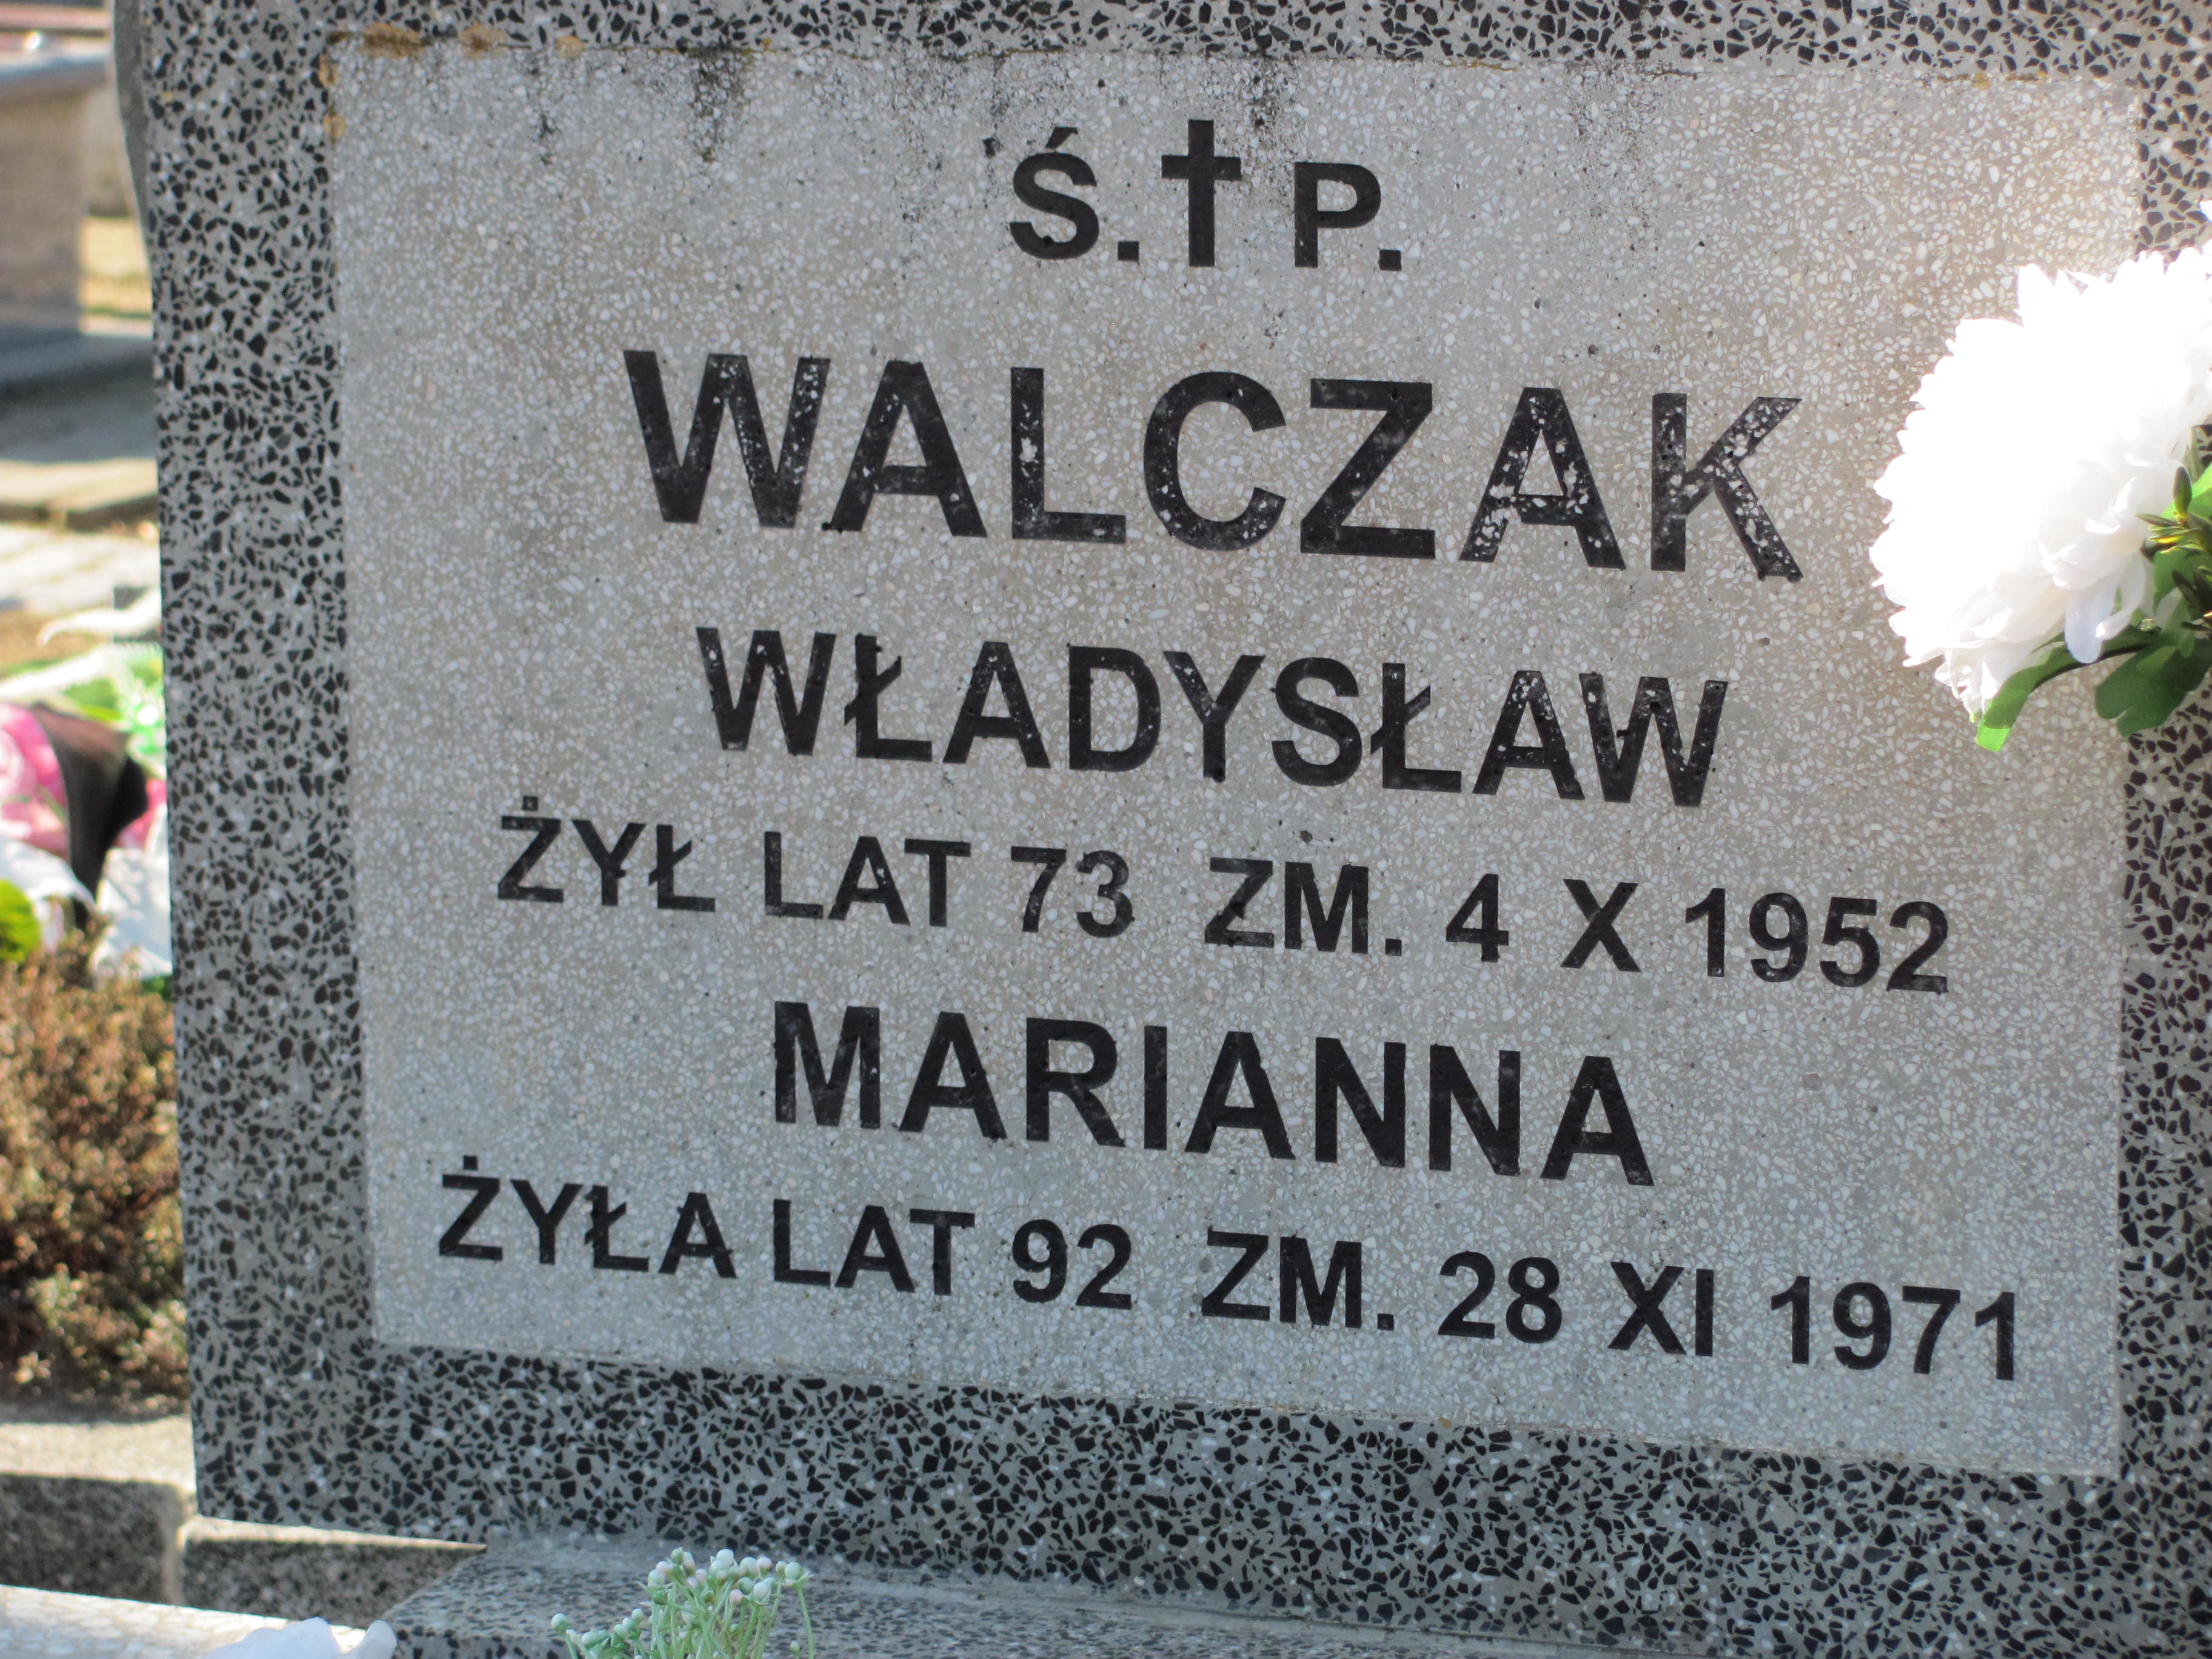 Ś.†P.
WALCZAK
WŁADYSŁAW
ŻYŁ LAT 73 ZM. 4 X 1952
MARIANNA
ŻYŁA LAT 92 ZM. 28 XI 1971